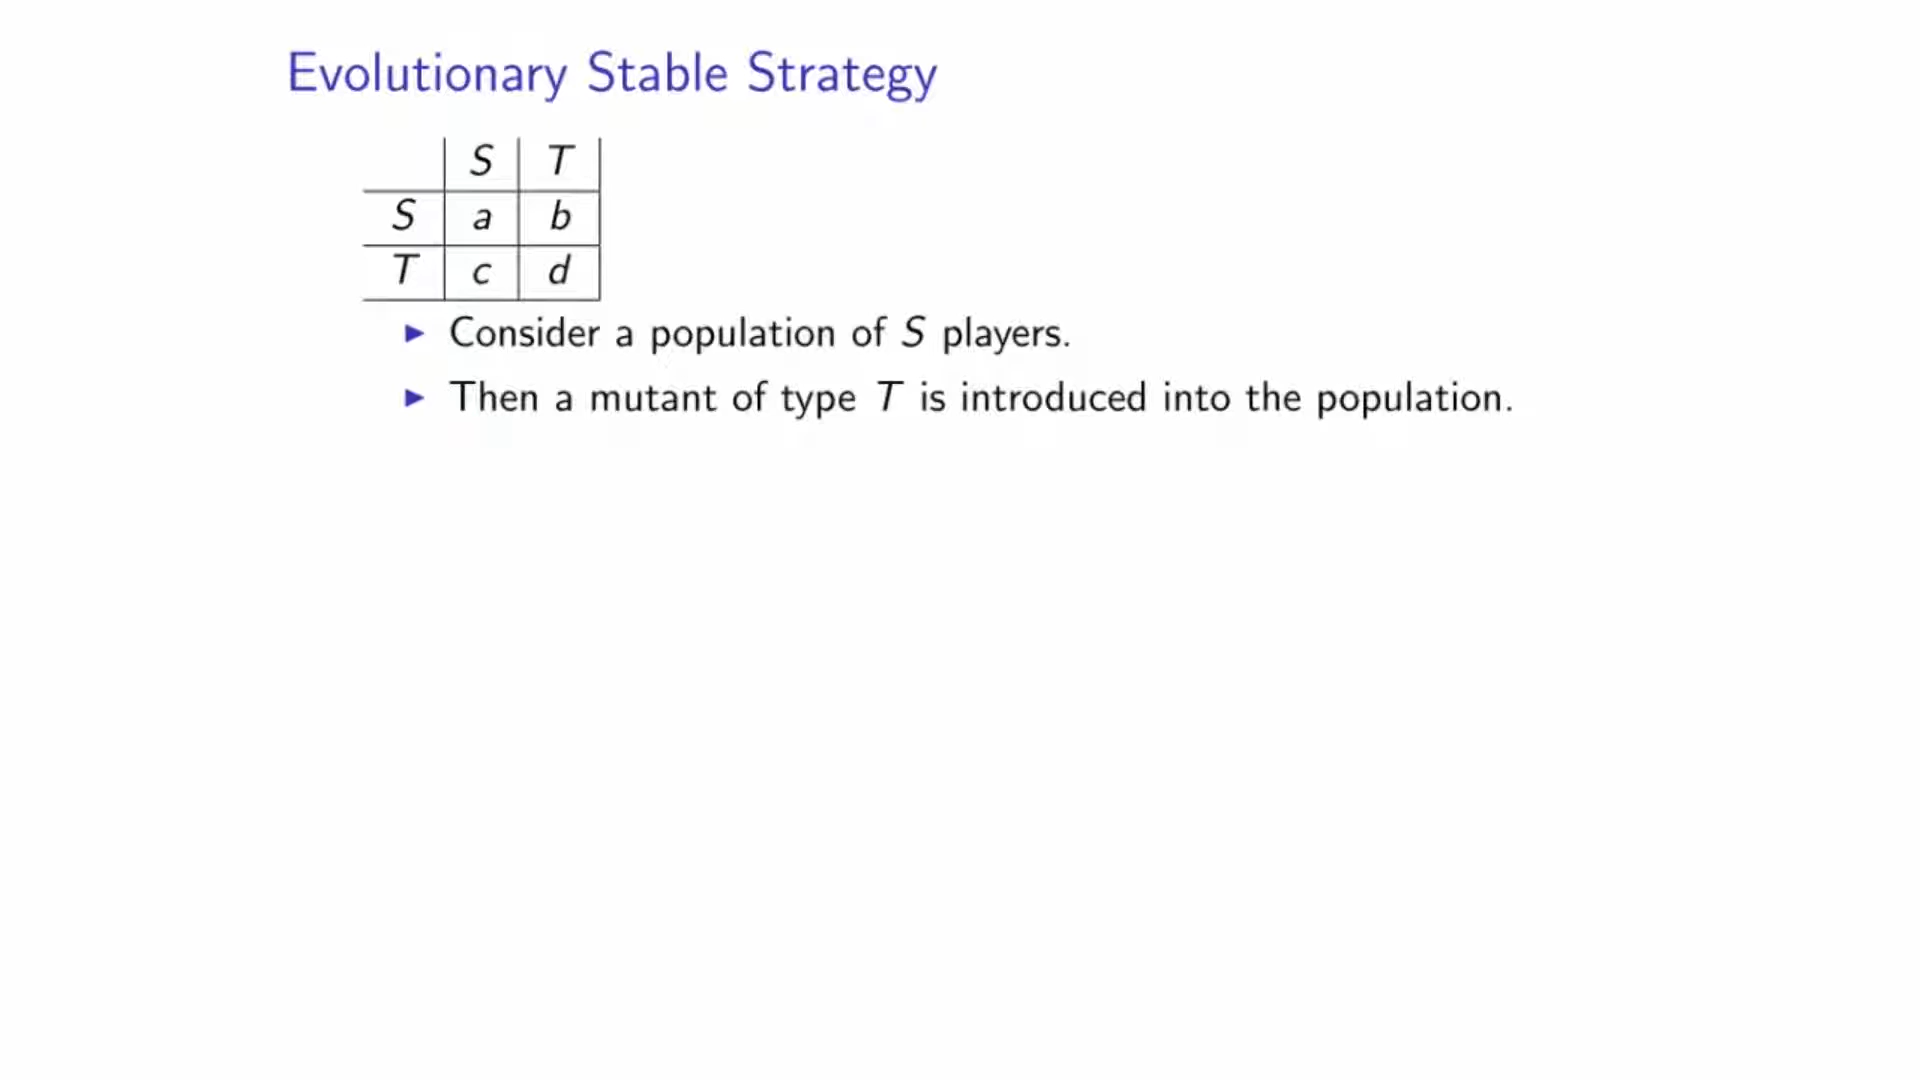 Evolutionary Stable Strategy
S T
S a b
T c d
► Consider a population of S players.
► Then a mutant of type T is introduced into the population.